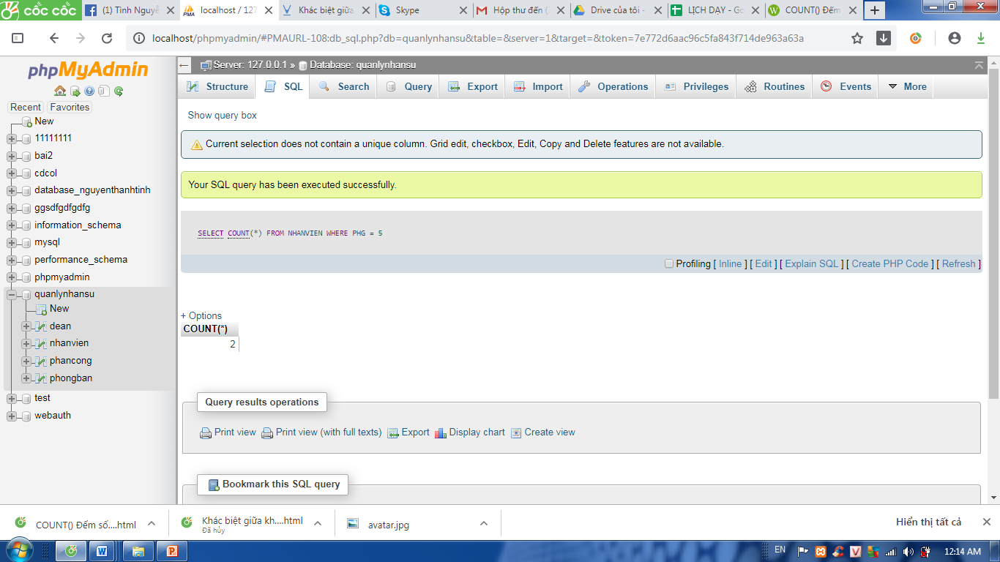 cốc cốc
(1) Tinh Nguyễ
localhost / 127
Khác biệt giữa
Skype
Hộp thư đến (
Drive của tôi -
LỊCH DẠY - Go
COUNT() Đếm
localhost/phpmyadmin/#PMAURL-108:db_sql.php?db=quanlynhansu&table=&server=1&target=&token=7e772d6aac96c5fa843f714de963a63a
phpMyAdmin
Recent Favorites
New
11111111
bai2
cdcol
database_nguyenthanhtinh
ggsdfgdfgdfg
information_schema
mysql
performance_schema
phpmyadmin
quanlynhansu
New
dean
nhanvien
phancong
phongban
test
webauth
Server: 127.0.0.1 » Database: quanlynhansu
Structure SQL Search Query Export Import Operations Privileges Routines Events More
Show query box
Current selection does not contain a unique column. Grid edit, checkbox, Edit, Copy and Delete features are not available.
Your SQL query has been executed successfully.
SELECT COUNT(*) FROM NHANVIEN WHERE PHG = 5
Profiling [ Inline ] [ Edit ] [ Explain SQL ] [ Create PHP Code ] [ Refresh ]
+ Options
COUNT(*)
2
Query results operations
Print view Print view (with full texts) Export Display chart Create view
Bookmark this SQL query
COUNT() Đếm số....html
Khác biệt giữa kh....html
Đã hủy
avatar.jpg
Hiển thị tất cả
EN
12:14 AM